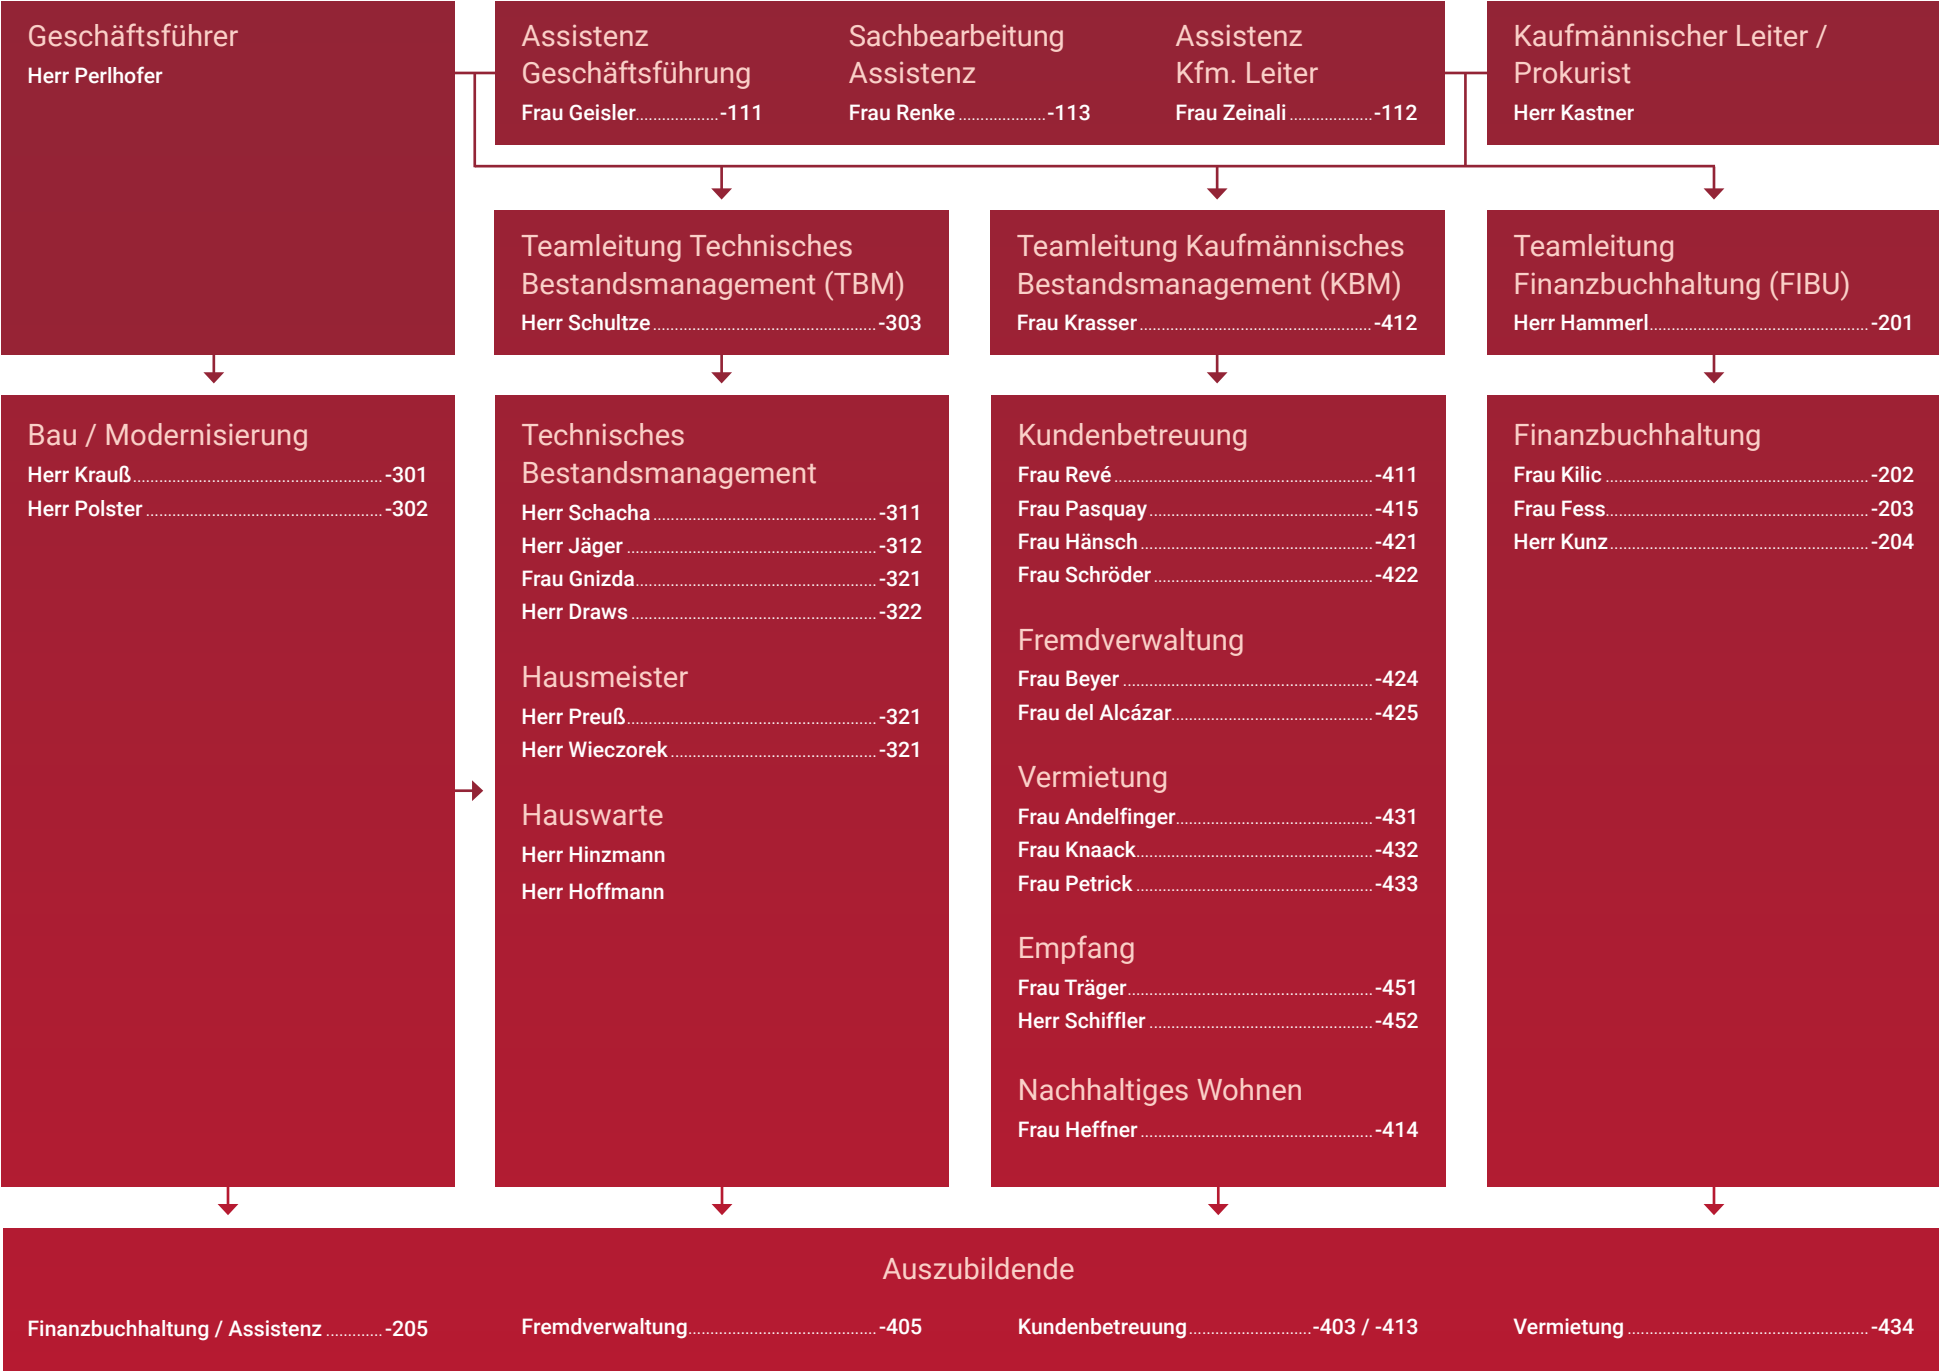 Geschäftsführer
Herr Perlhofer
Assistenz
Geschäftsführung
Frau Geisler...................-111
Sachbearbeitung
Assistenz
Frau Renke....................-113
Assistenz
Kfm. Leiter
Frau Zeinali...................-112
Kaufmännischer Leiter /
Prokurist
Herr Kastner
Teamleitung Technisches
Bestandsmanagement (TBM)
Herr Schultze...................-303
Teamleitung Kaufmännisches
Bestandsmanagement (KBM)
Frau Krasser...................-412
Teamleitung
Finanzbuchhaltung (FIBU)
Herr Hammerl...................-201
Bau / Modernisierung
Herr Krauß...................-301
Herr Polster...................-302
Technisches
Bestandsmanagement
Herr Schacha...................-311
Herr Jäger...................-312
Frau Gnizda...................-321
Herr Draws...................-322
Hausmeister
Herr Preuß...................-321
Herr Wieczorek...................-321
Hauswarte
Herr Hinzmann
Herr Hoffmann
Kundenbetreuung
Frau Revé...................-411
Frau Pasquay...................-415
Frau Hänsch...................-421
Frau Schröder...................-422
Fremdverwaltung
Frau Beyer...................-424
Frau del Alcázar...................-425
Vermietung
Frau Andelfinger...................-431
Frau Knaack...................-432
Frau Petrick...................-433
Empfang
Frau Träger...................-451
Herr Schiffler...................-452
Nachhaltiges Wohnen
Frau Heffner...................-414
Finanzbuchhaltung
Frau Kilic...................-202
Frau Fess...................-203
Herr Kunz...................-204
Auszubildende
Finanzbuchhaltung / Assistenz.............-205
Fremdverwaltung...................-405
Kundenbetreuung...................-403 / -413
Vermietung...................-434